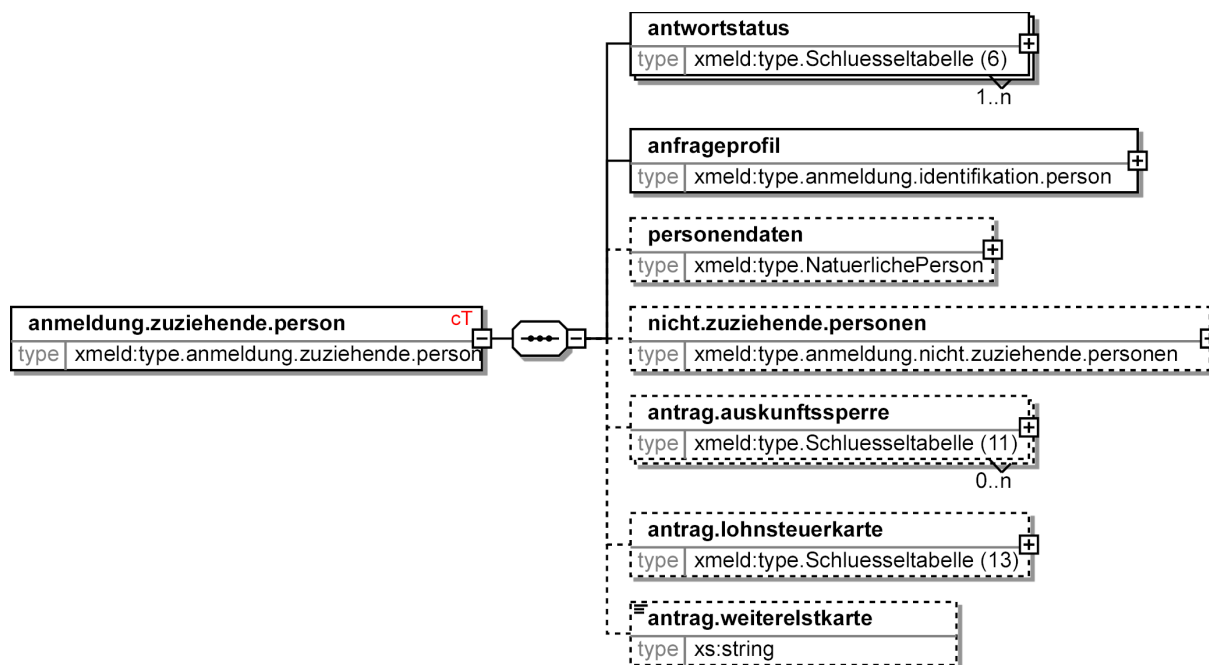 antwortstatus
type xmeld:type.Schluesseltabelle (6)
1..n
anfrageprofil
type xmeld:type.anmeldung.identifikation.person
personendaten
type xmeld:type.NatuerlichePerson
anmeldung.zuziehende.person cT
type xmeld:type.anmeldung.zuziehende.person
nicht.zuziehende.personen
type xmeld:type.anmeldung.nicht.zuziehende.personen
antrag.auskunftssperre
type xmeld:type.Schluesseltabelle (11)
0..n
antrag.lohnsteuerkarte
type xmeld:type.Schluesseltabelle (13)
antrag.weiterelstkarte
type xs:string